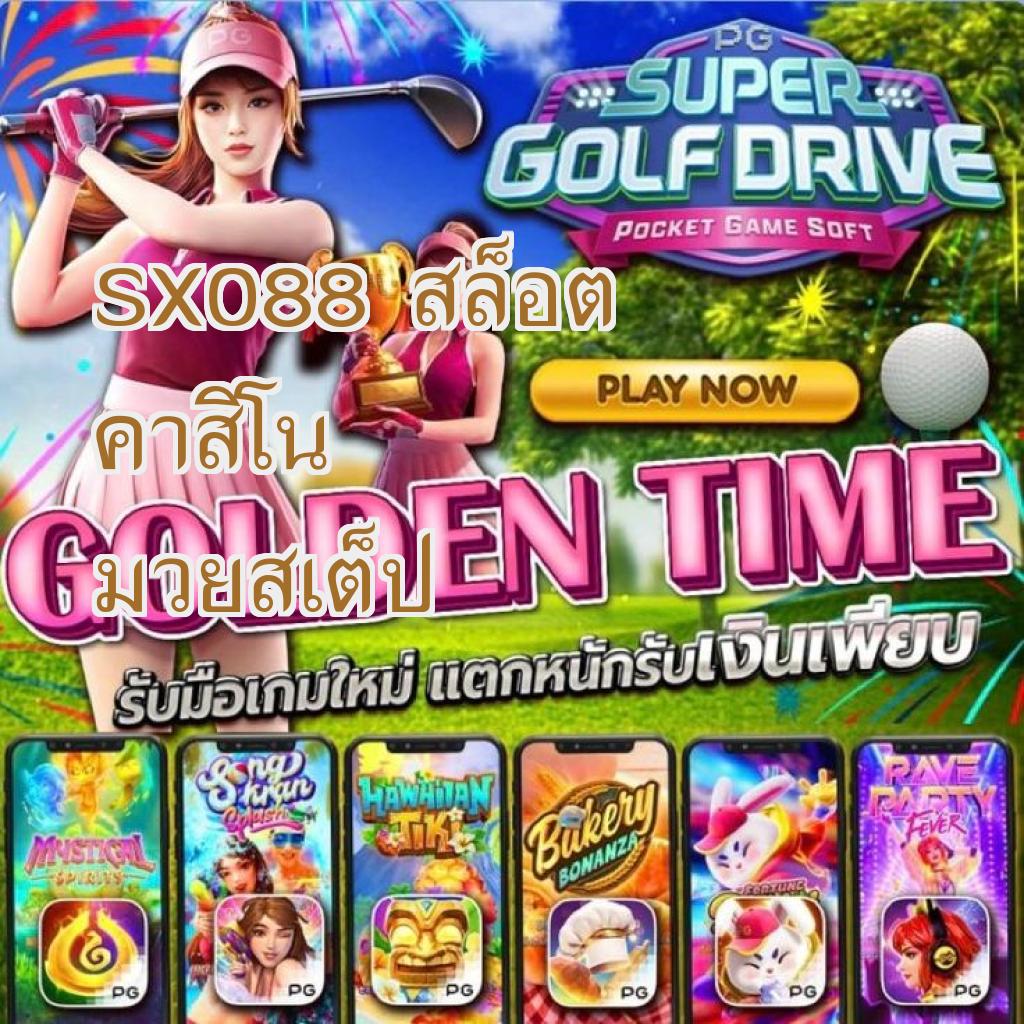 PG
PG
SUPER
GOLF DRIVE
POCKET GAME SOFT
SX088 สล็อต
คาสิโน
มวยสเต็ป
PLAY NOW
GOLDEN TIME
รับมือเกมใหม่ แตกหนักรับเงินเพียบ
MYSTICAL
SPIRITS
Songkran
Splash
HAWAIIAN
TIKI
Bakery
BONANZA
FORTUNE
RAVE
PARTY
FEVER
PG
PG
PG
PG
PG
PG